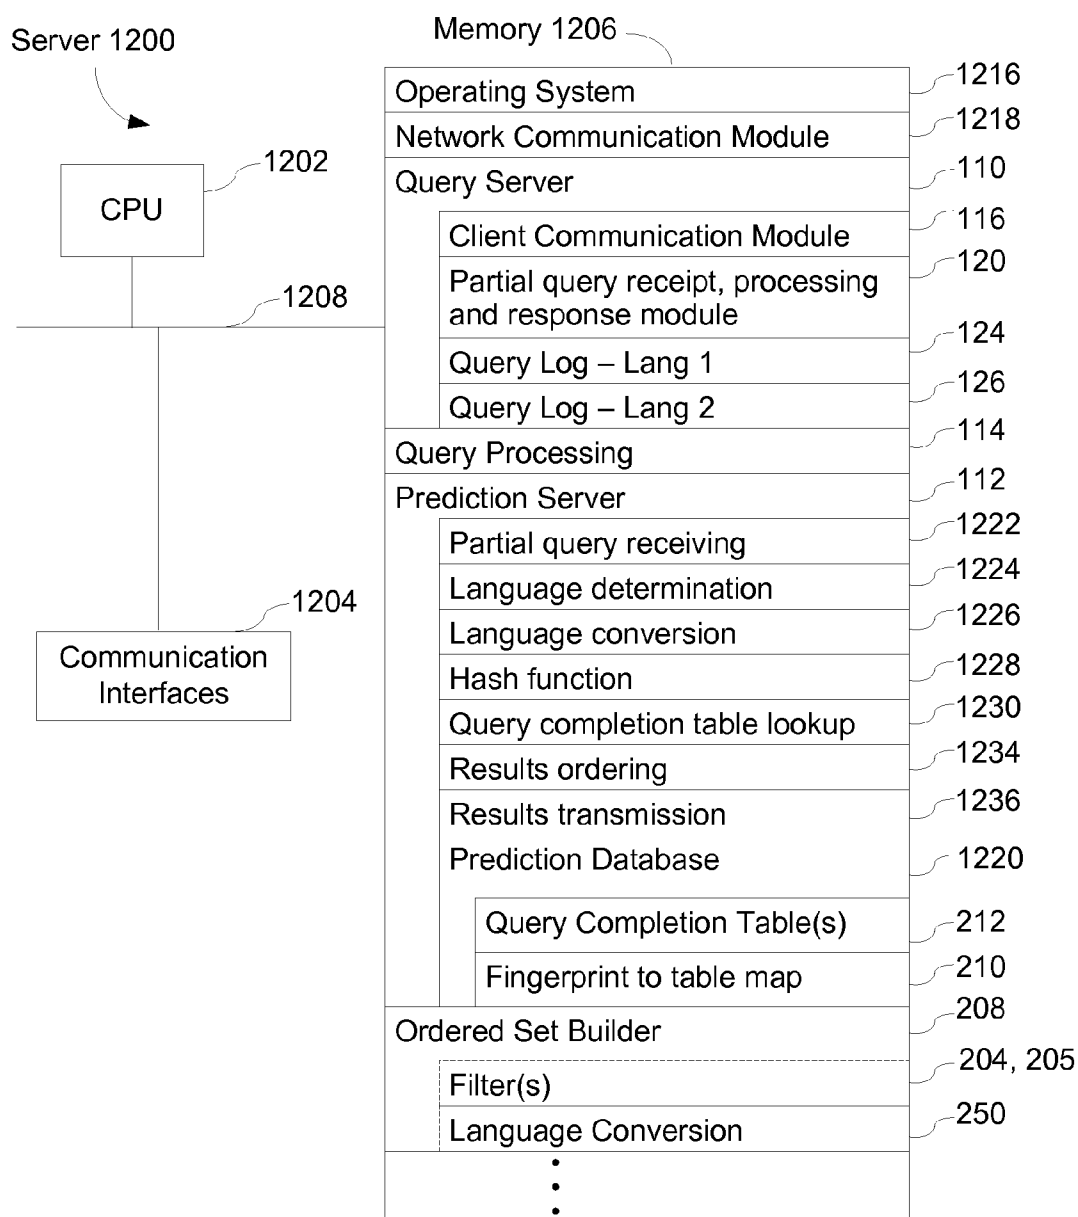 Server 1200
Memory 1206
CPU
1202
1208
Communication
Interfaces
1204
Operating System
1216
Network Communication Module
1218
Query Server
110
Client Communication Module
116
Partial query receipt, processing
and response module
120
Query Log – Lang 1
124
Query Log – Lang 2
126
Query Processing
114
Prediction Server
112
Partial query receiving
1222
Language determination
1224
Language conversion
1226
Hash function
1228
Query completion table lookup
1230
Results ordering
1234
Results transmission
1236
Prediction Database
1220
Query Completion Table(s)
212
Fingerprint to table map
210
Ordered Set Builder
208
Filter(s)
204, 205
Language Conversion
250